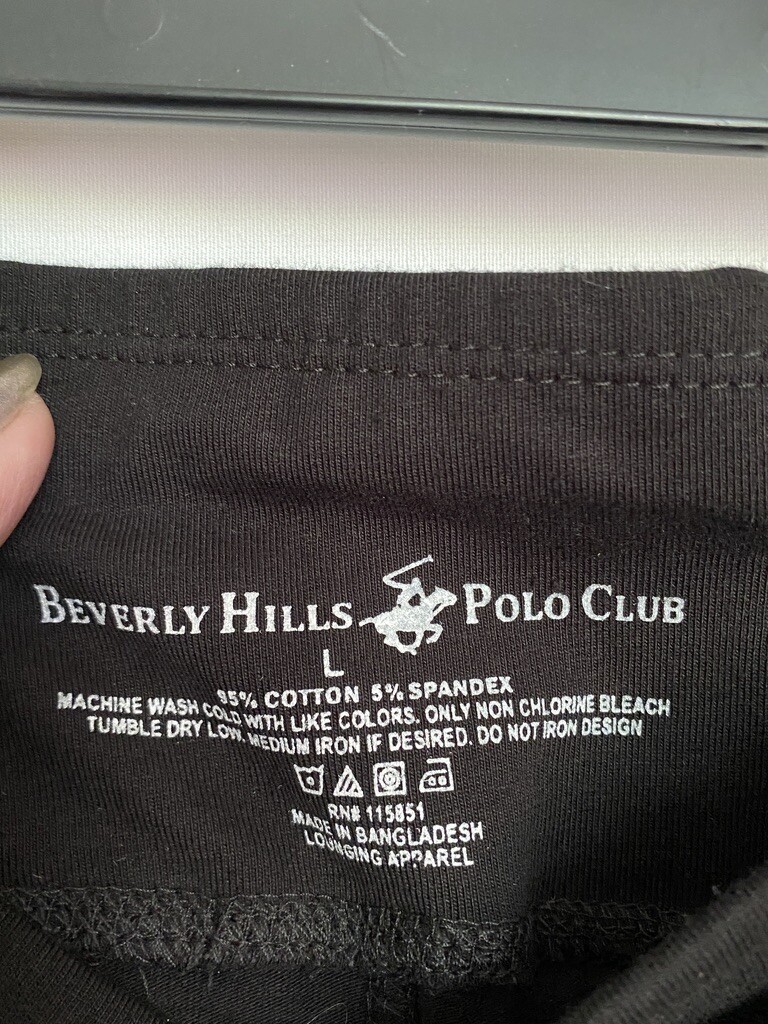 BEVERLY HILLS POLO CLUB
L
95% COTTON 5% SPANDEX
MACHINE WASH COLD WITH LIKE COLORS. ONLY NON CHLORINE BLEACH
TUMBLE DRY LOW. MEDIUM IRON IF DESIRED. DO NOT IRON DESIGN
RN# 115851
MADE IN BANGLADESH
LOUNGING APPAREL